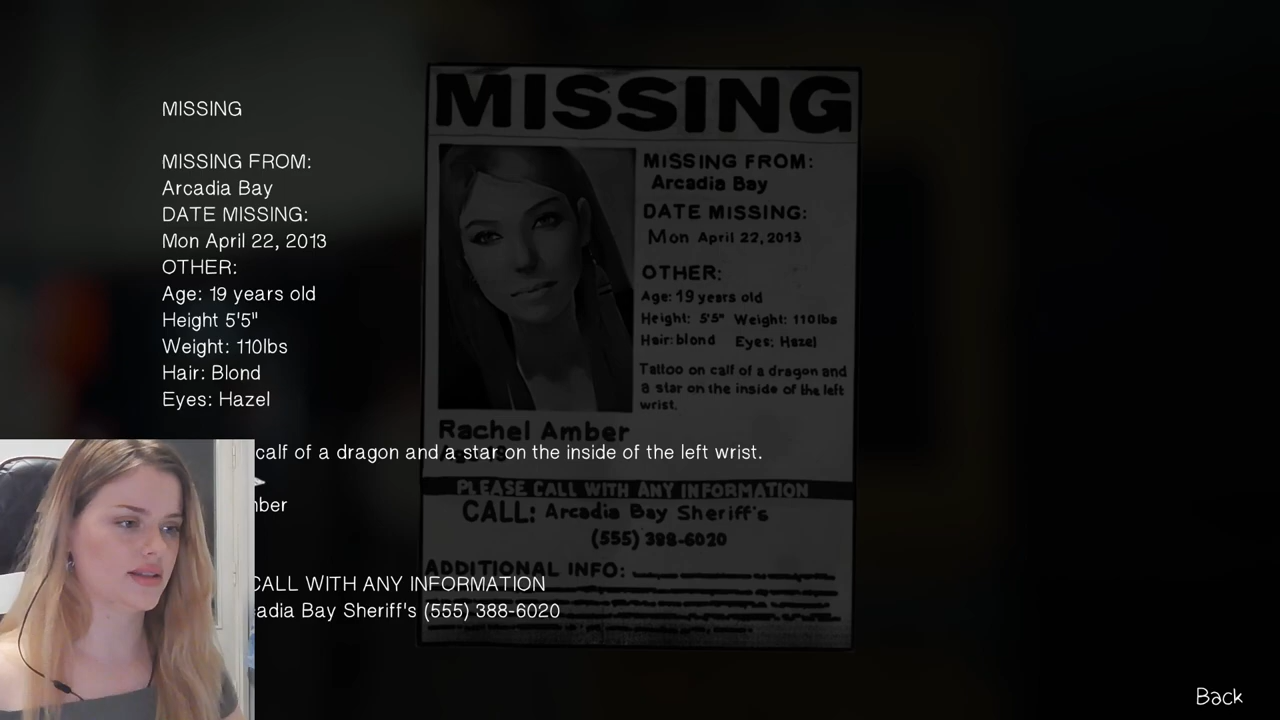 MISSING
MISSING FROM:
Arcadia Bay
DATE MISSING:
Mon April 22, 2013
OTHER:
Age: 19 years old
Height 5'5"
Weight: 110lbs
Hair: Blond
Eyes: Hazel
calf of a dragon and a star on the inside of the left wrist.
CALL WITH ANY INFORMATION
Bay Sheriff's (555) 388-6020
MISSING
MISSING FROM:
Arcadia Bay
DATE MISSING:
Mon April 22, 2013
OTHER:
Age: 19 years old
Height: 5'5" Weight: 110 lbs
Hair: blond Eyes: Hazel
Tattoo on calf of a dragon and
a star on the inside of the left
wrist.
Rachel Amber
PLEASE CALL WITH ANY INFORMATION
CALL: Arcadia Bay Sheriff's
(555) 388-6020
ADDITIONAL INFO:
Back